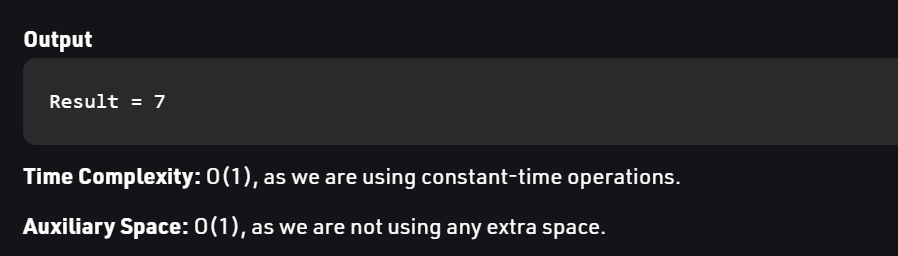 Output
Result = 7
Time Complexity: O(1), as we are using constant-time operations.
Auxiliary Space: O(1), as we are not using any extra space.